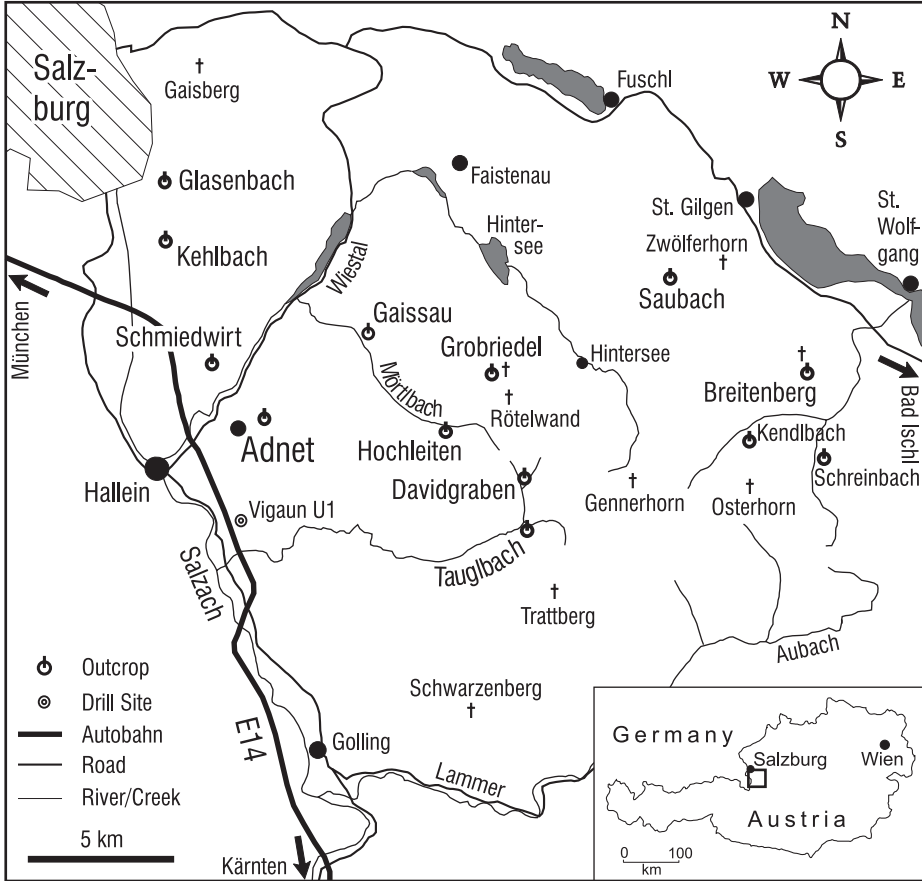 N
W
E
S
Salz-
burg
Gaisberg
Fuschl
Glasenbach
Faistenau
St. Gilgen
St.
Wolf-
gang
Kehlbach
Wiestal
Hinter-
see
Zwölferhorn
Saubach
München
Schmiedwirt
Gaissau
Grobriedel
Hintersee
Mörtlbach
Rötelwand
Breitenberg
Bad Ischl
Adnet
Hochleiten
Kendlbach
Hallein
Davidgraben
Gennerhorn
Osterhorn
Schreinbach
Vigaun U1
Salzach
Tauglbach
Trattberg
Aubach
Schwarzenberg
E14
Golling
Lammer
Kärnten
Outcrop
Drill Site
Autobahn
Road
River/Creek
5 km
Germany
Salzburg
Wien
Austria
0 100
km